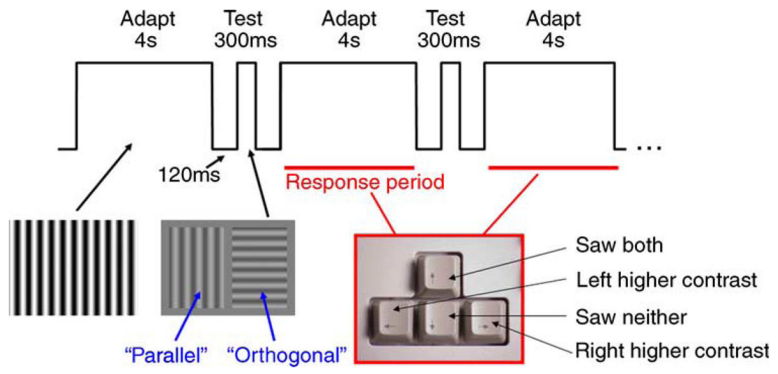 Adapt
4s
Test
300ms
Adapt
4s
Test
300ms
Adapt
4s
120ms
Response period
...
"Parallel"
"Orthogonal"
Saw both
Left higher contrast
Saw neither
Right higher contrast